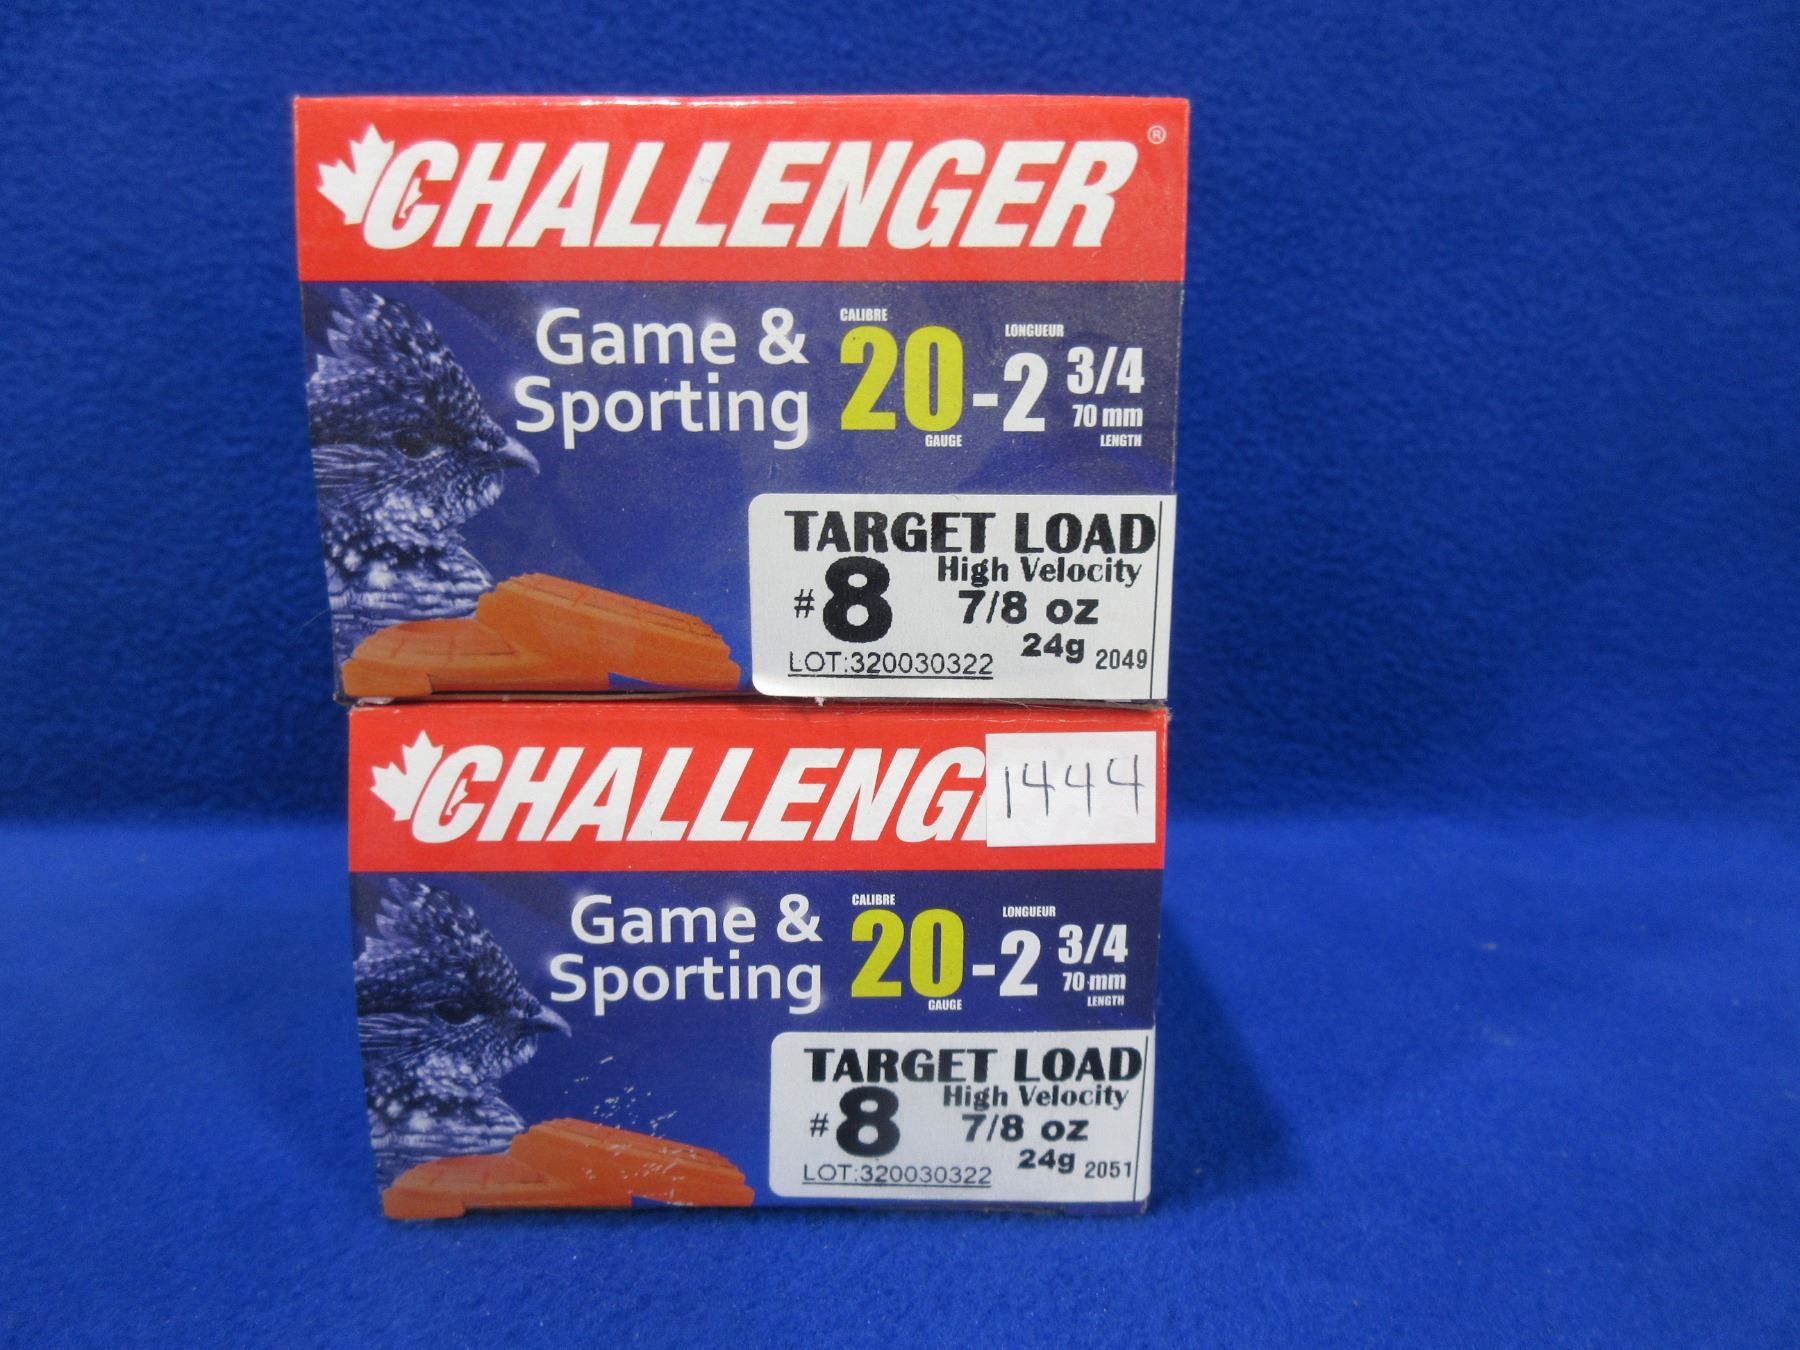 CHALLENGER®
Game &
Sporting
CALIBRE
20
GAUGE
-2 3/4
LONGUEUR
70 mm
LENGTH
TARGET LOAD
High Velocity
#8
7/8 oz
24g
LOT:320030322
2049
CHALLENG
1444
Game &
Sporting
CALIBRE
20
GAUGE
-2 3/4
LONGUEUR
70 mm
LENGTH
TARGET LOAD
High Velocity
#8
7/8 oz
24g
LOT:320030322
2051